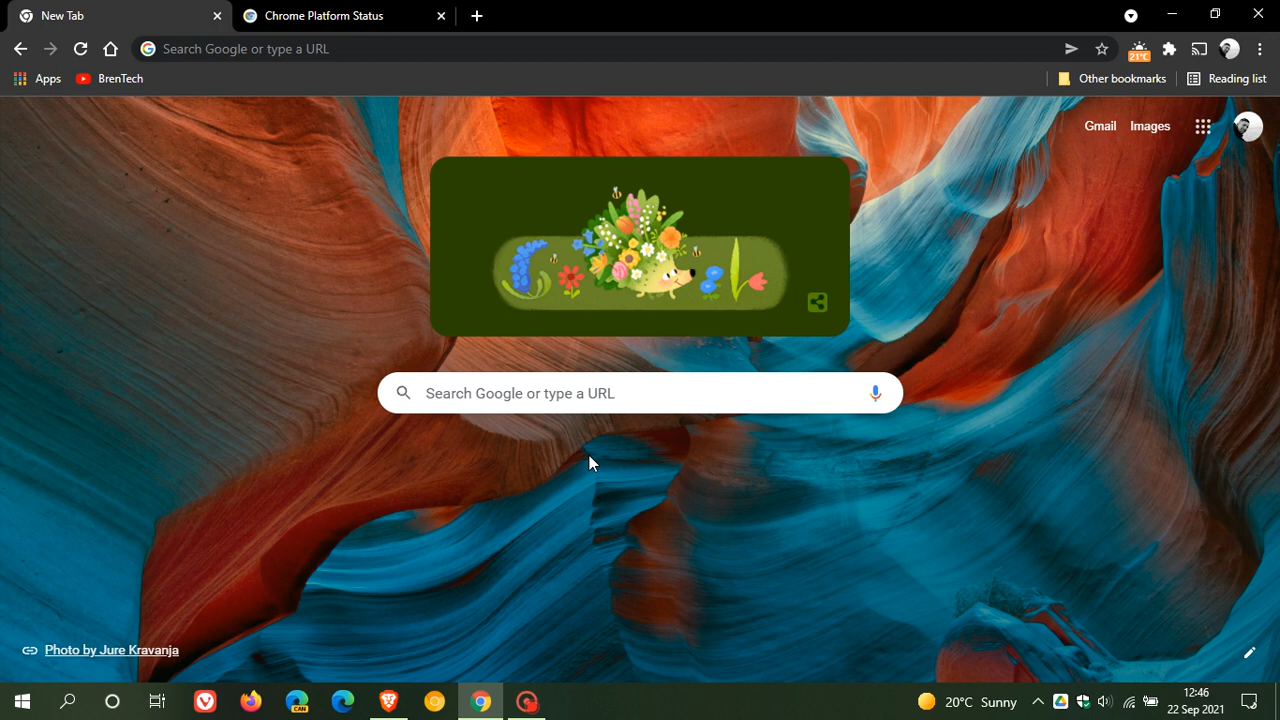 New Tab
Chrome Platform Status
Search Google or type a URL
21°C
Apps
BrenTech
Other bookmarks
Reading list
Gmail
Images
Search Google or type a URL
Photo by Jure Kravanja
CAN
20°C Sunny
12:46
22 Sep 2021